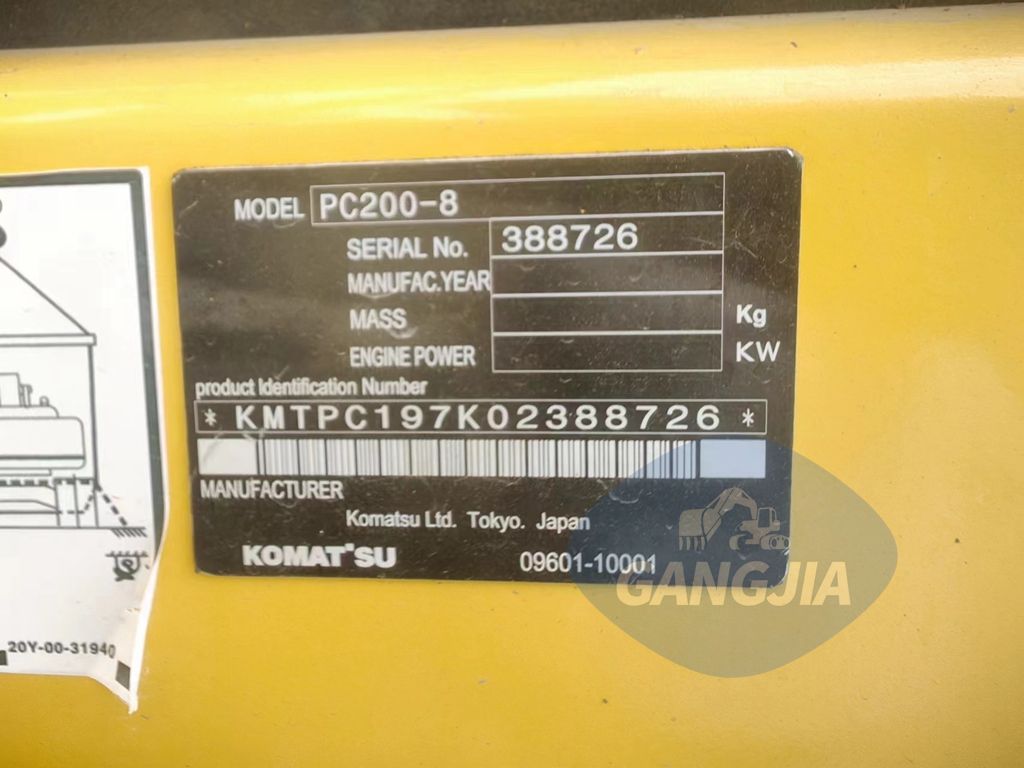 MODEL PC200-8
SERIAL No. 388726
MANUFAC.YEAR
MASS Kg
ENGINE POWER KW
product Identification Number
* KMTPC197K02388726 *
MANUFACTURER
Komatsu Ltd. Tokyo. Japan
KOMATSU 09601-10001
GANGJIA
20Y-00-31940